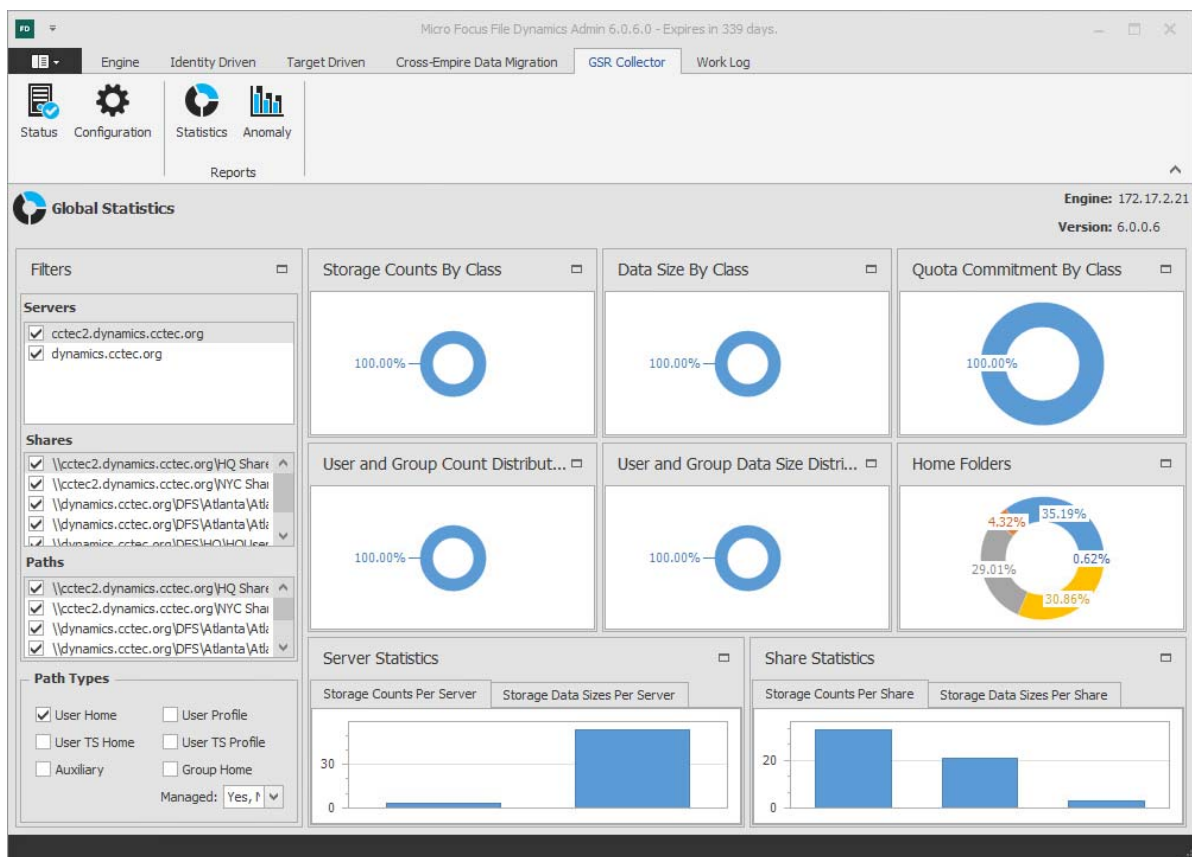 FD
Micro Focus File Dynamics Admin 6.0.6.0 - Expires in 339 days.
Engine Identity Driven Target Driven Cross-Empire Data Migration GSR Collector Work Log
Status Configuration Statistics Anomaly
Reports
Global Statistics
Engine: 172.17.2.21
Version: 6.0.0.6
Filters
Servers
cctec2.dynamics.cctec.org
dynamics.cctec.org
Shares
\\cctec2.dynamics.cctec.org\HQ Share
\\cctec2.dynamics.cctec.org\NYC Shar
\\dynamics.cctec.org\DFS\Atlanta\Atla
\\dynamics.cctec.org\DFS\Atlanta\Atla
\\dynamics.cctec.org\DFS\HQ\HQUser
Paths
\\cctec2.dynamics.cctec.org\HQ Share
\\cctec2.dynamics.cctec.org\NYC Shar
\\dynamics.cctec.org\DFS\Atlanta\Atla
\\dynamics.cctec.org\DFS\Atlanta\Atla
Path Types
User Home User Profile
User TS Home User TS Profile
Auxiliary Group Home
Managed: Yes, N
Storage Counts By Class
100.00%
Data Size By Class
100.00%
Quota Commitment By Class
100.00%
User and Group Count Distribut...
100.00%
User and Group Data Size Distri...
100.00%
Home Folders
4.32%
35.19%
0.62%
29.01%
30.86%
Server Statistics
Storage Counts Per Server Storage Data Sizes Per Server
30
0
Share Statistics
Storage Counts Per Share Storage Data Sizes Per Share
20
0